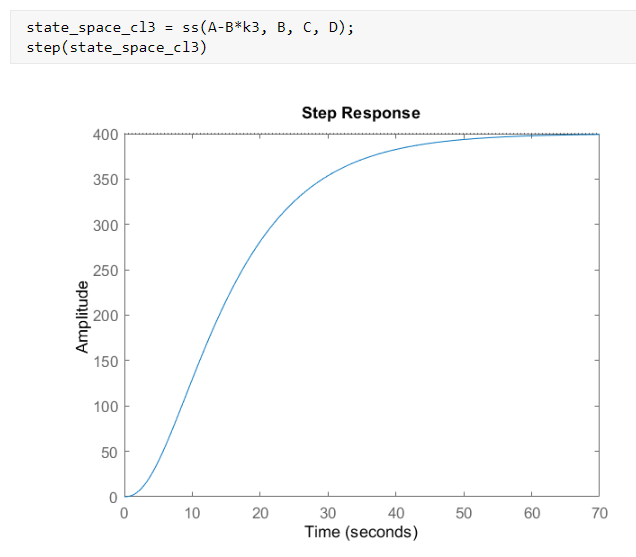 state_space_cl3 = ss(A-B*k3, B, C, D);
step(state_space_cl3)
Step Response
400
350
300
250
200
150
100
50
0
Amplitude
0 10 20 30 40 50 60 70
Time (seconds)